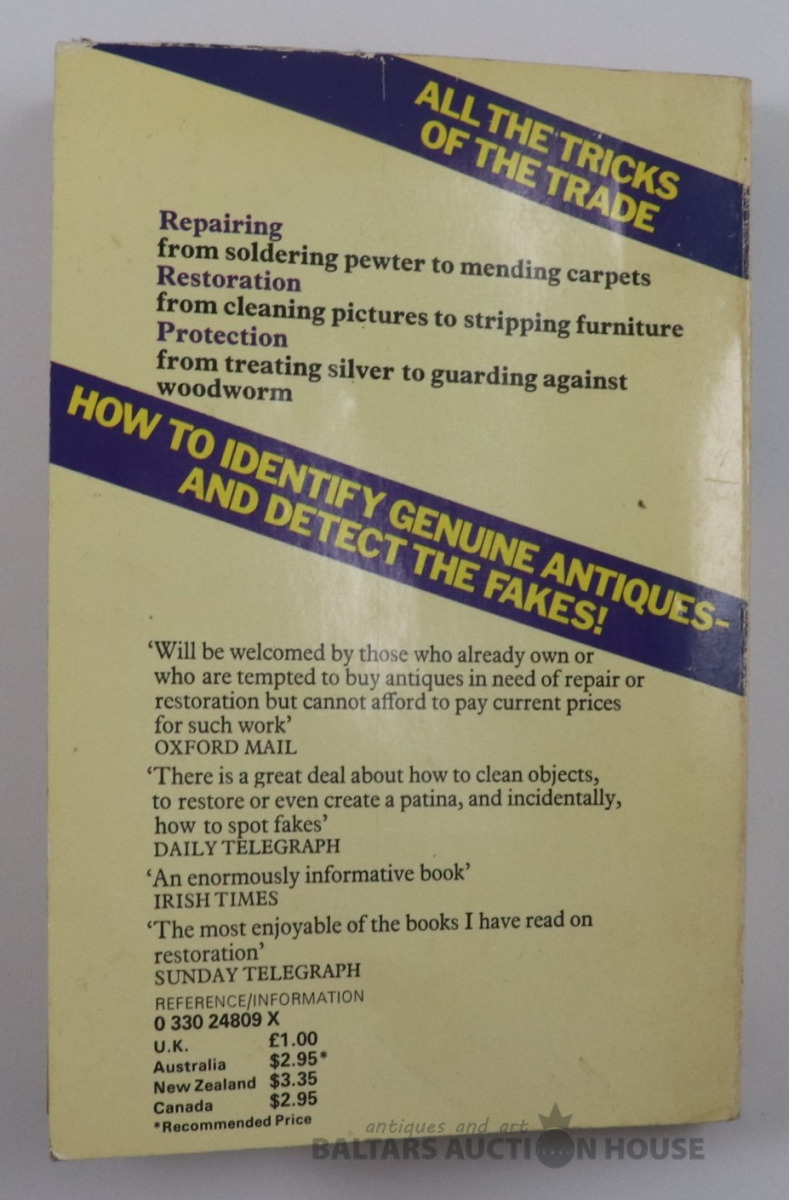 ALL THE TRICKS
OF THE TRADE
Repairing
from soldering pewter to mending carpets
Restoration
from cleaning pictures to stripping furniture
Protection
from treating silver to guarding against
woodworm
HOW TO IDENTIFY GENUINE ANTIQUES–
AND DETECT THE FAKES!
‘Will be welcomed by those who already own or
who are tempted to buy antiques in need of repair or
restoration but cannot afford to pay current prices
for such work’
OXFORD MAIL
‘There is a great deal about how to clean objects,
to restore or even create a patina, and incidentally,
how to spot fakes’
DAILY TELEGRAPH
‘An enormously informative book’
IRISH TIMES
‘The most enjoyable of the books I have read on
restoration’
SUNDAY TELEGRAPH
REFERENCE/INFORMATION
0 330 24809 X
U.K. £1.00
Australia $2.95*
New Zealand $3.35
Canada $2.95
*Recommended Price
antiques and art
BALTARS AUCTION HOUSE